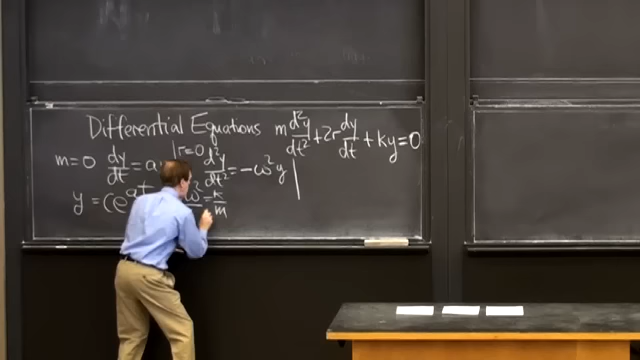 Differential Equations m d²y/dt² + 2r dy/dt + ky = 0
m=0 dy/dt = a
r=0 d²y/dt² = -ω²y
y = Ce^at
ω² = k/m